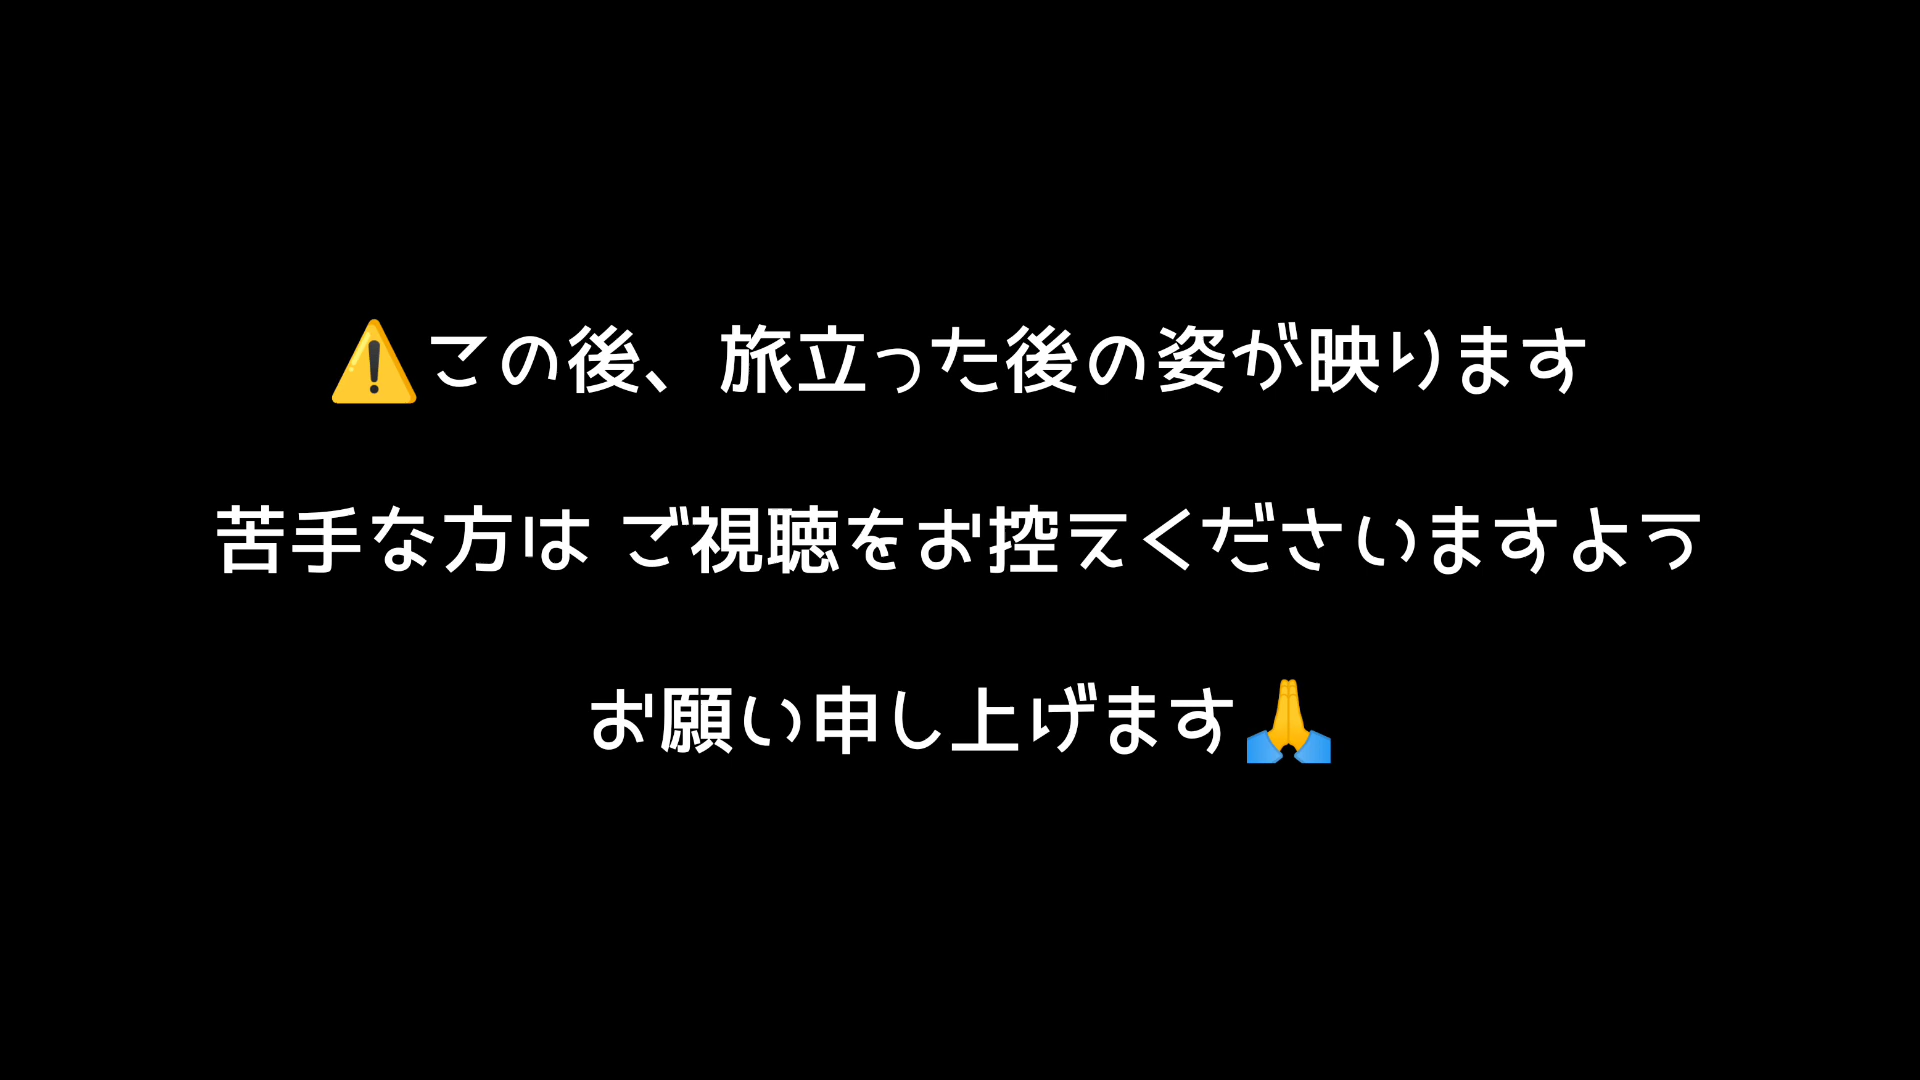 ⚠️この後、旅立った後の姿が映ります
苦手な方は ご視聴をお控えくださいますよう
お願い申し上げます🙏